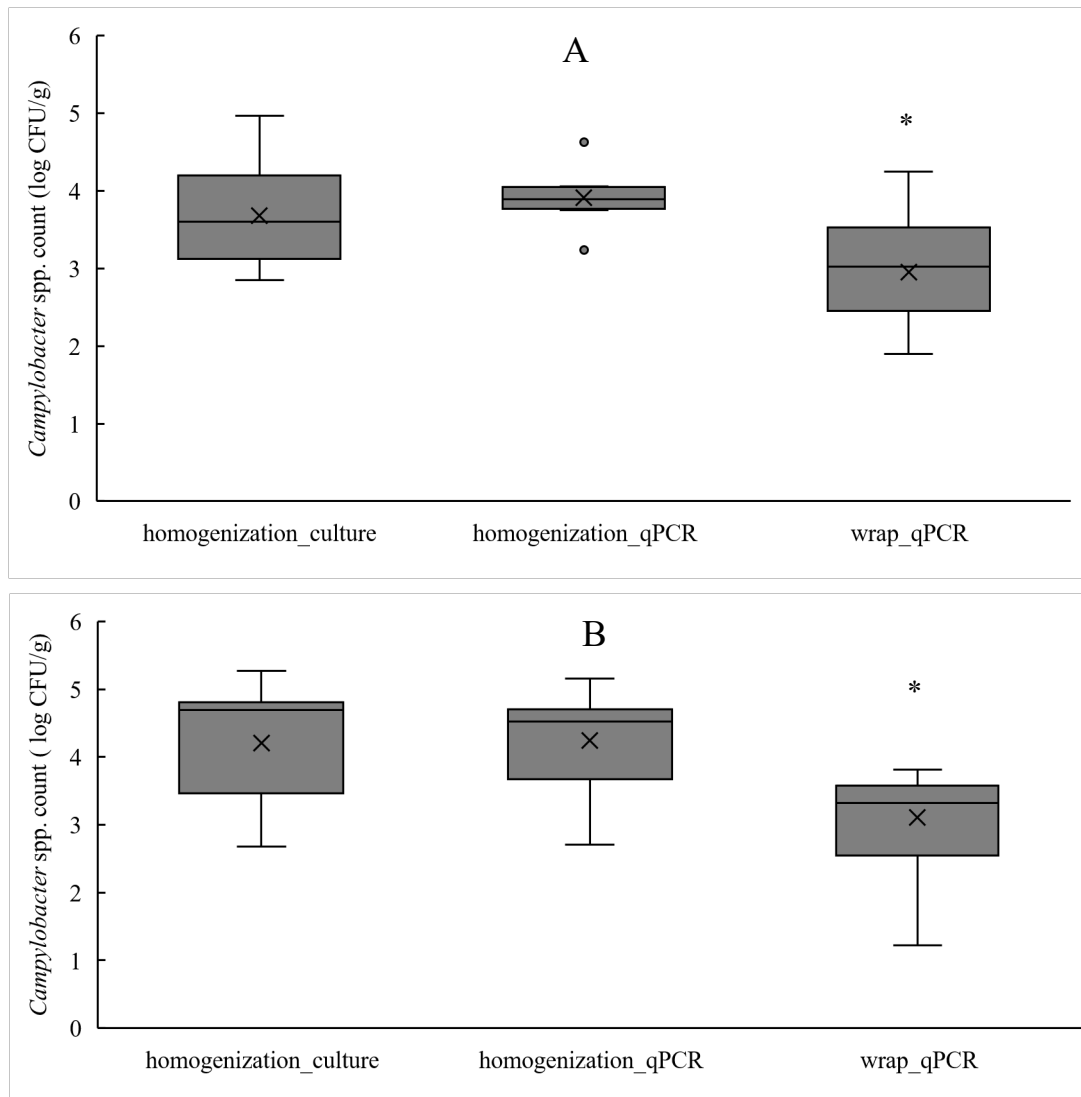 A
Campylobacter spp. count (log CFU/g)
6
5
4
3
2
1
0
*
homogenization_culture homogenization_qPCR wrap_qPCR
B
Campylobacter spp. count ( log CFU/g)
6
5
4
3
2
1
0
*
homogenization_culture homogenization_qPCR wrap_qPCR